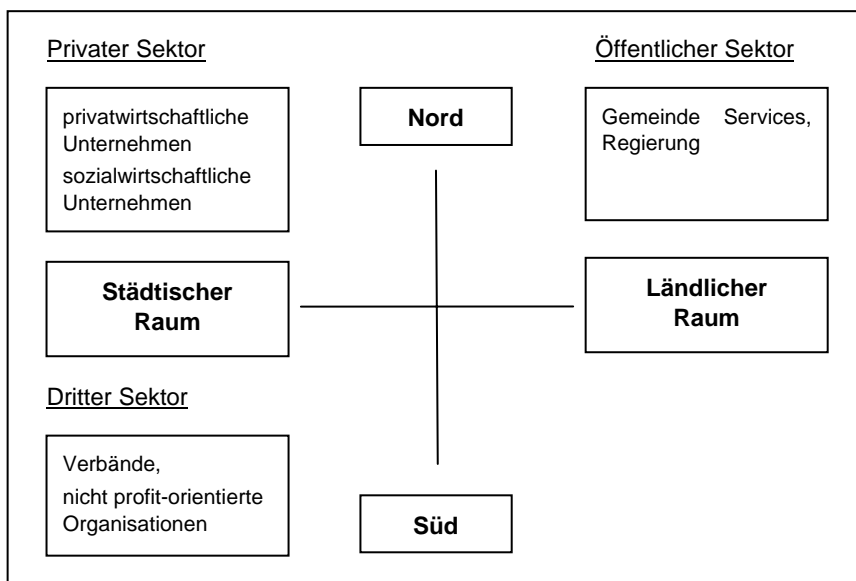 Privater Sektor
privatwirtschaftliche
Unternehmen
sozialwirtschaftliche
Unternehmen
Nord
Öffentlicher Sektor
Gemeinde Services,
Regierung
Städtischer
Raum
Ländlicher
Raum
Dritter Sektor
Verbände,
nicht profit-orientierte
Organisationen
Süd